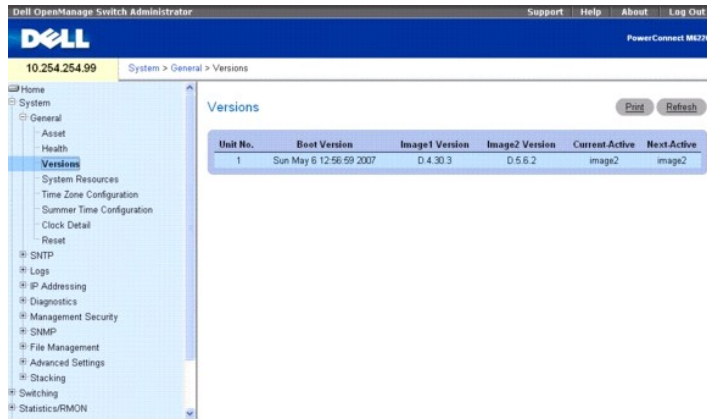 Dell OpenManage Switch Administrator Support Help About Log Out
DELL
PowerConnect M622
10.254.254.99 System > General > Versions
Home
System
General
Asset
Health
Versions
System Resources
Time Zone Configuration
Summer Time Configuration
Clock Detail
Reset
SNTP
Logs
IP Addressing
Diagnostics
Management Security
SNMP
File Management
Advanced Settings
Stacking
Switching
Statistics/RMON
Versions
Print Refresh
Unit No. Boot Version Image1 Version Image2 Version Current-Active Next-Active
1 Sun May 6 12:56:59 2007 D.4.30.3 D.5.6.2 image2 image2